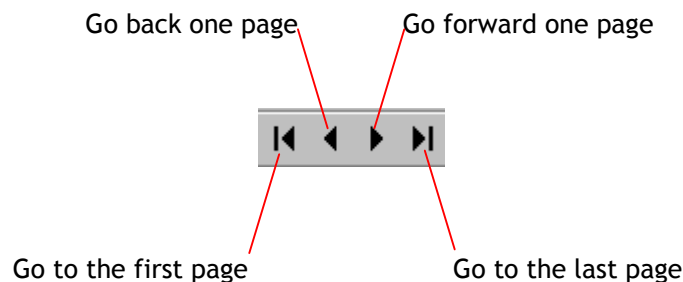 Go back one page
Go forward one page
Go to the first page
Go to the last page